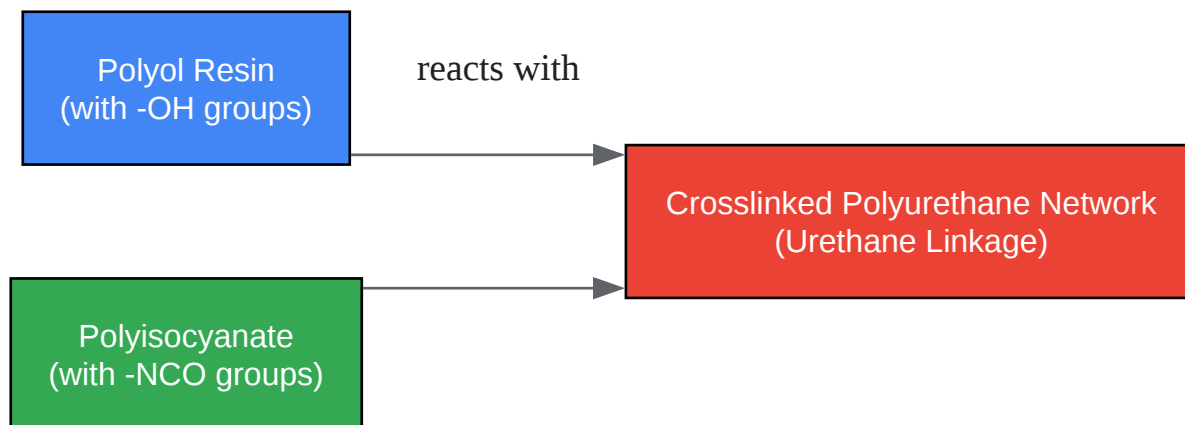 Polyol Resin
(with -OH groups)
reacts with
Crosslinked Polyurethane Network
(Urethane Linkage)
Polyisocyanate
(with -NCO groups)